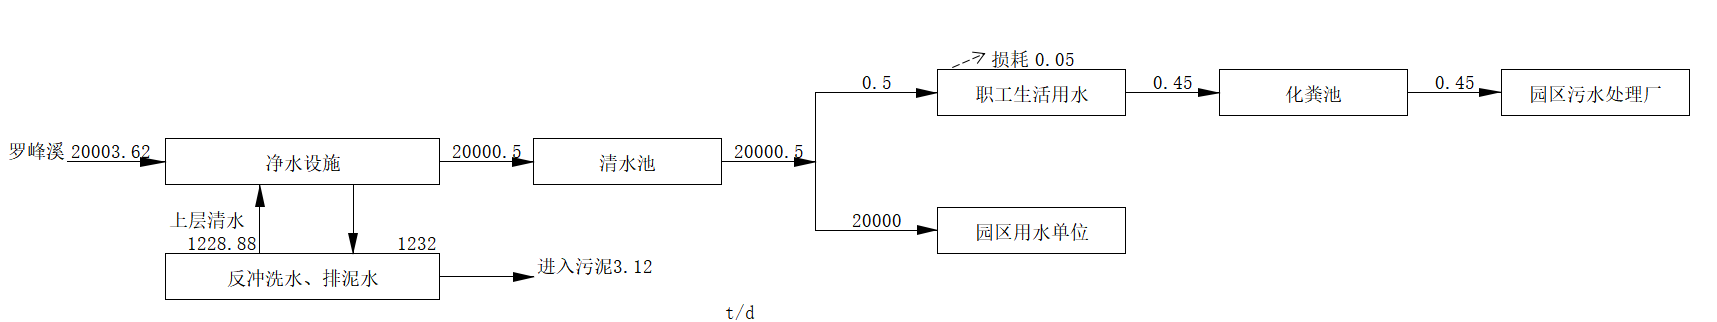 损耗 0.05
0.5
职工生活用水
0.45
化粪池
0.45
园区污水处理厂
罗峰溪
20003.62
净水设施
20000.5
清水池
20000.5
上层清水
1228.88
1232
20000
园区用水单位
反冲洗水、排泥水
进入污泥3.12
t/d